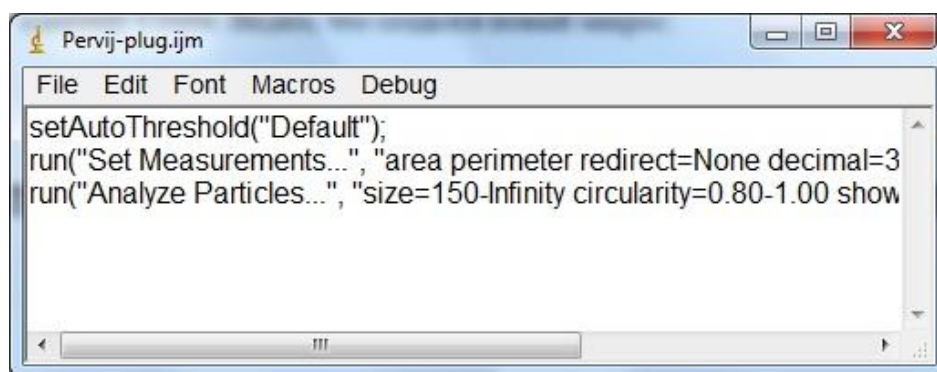 Pervij-plug.ijm
File Edit Font Macros Debug
setAutoThreshold("Default");
run("Set Measurements...", "area perimeter redirect=None decimal=3
run("Analyze Particles...", "size=150-Infinity circularity=0.80-1.00 show